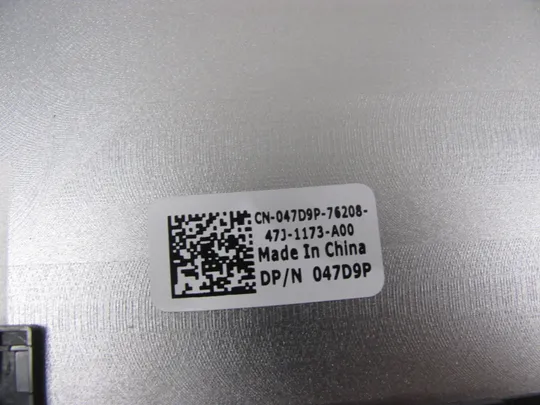 CN-047D9P-76208-
47J-1173-A00
Made In China
DP/N 047D9P